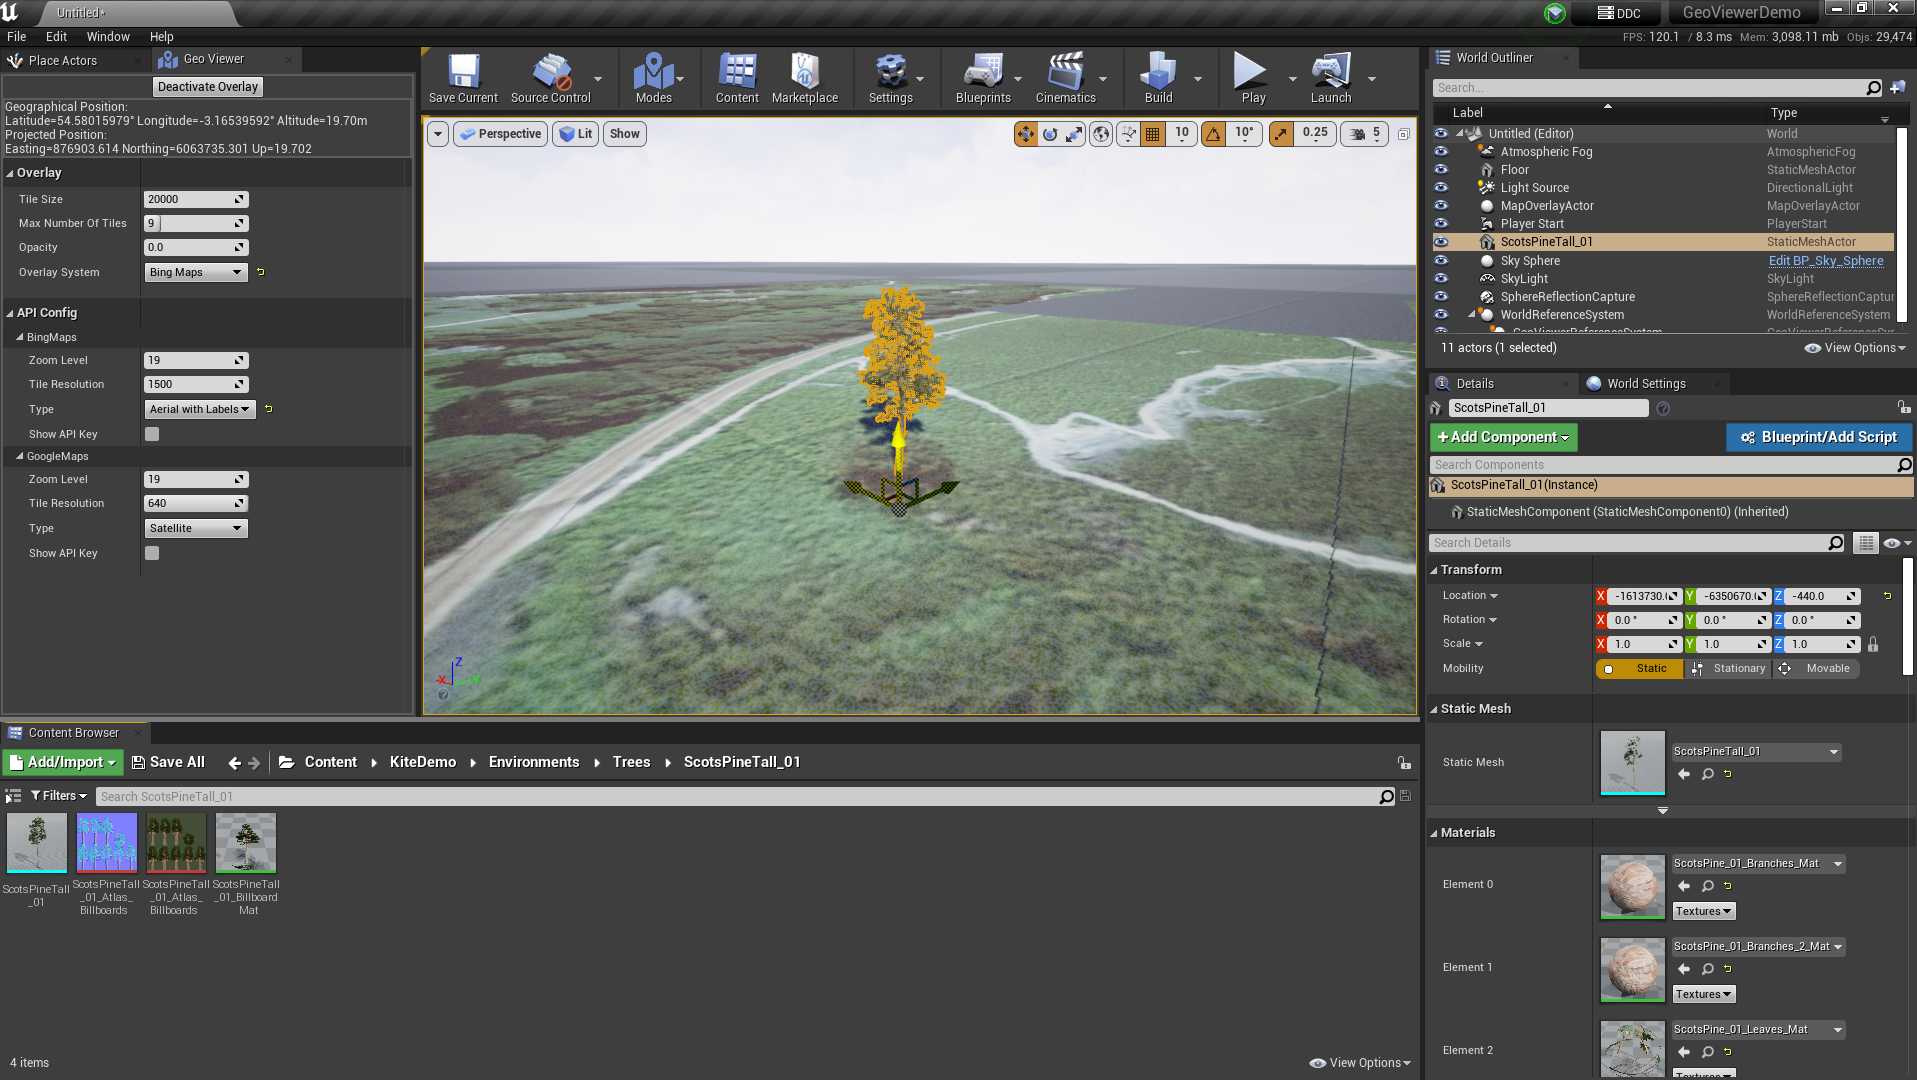 Untitled*
DDC
GeoViewerDemo
File Edit Window Help
FPS: 120.1 / 8.3 ms Mem: 3,098.11 mb Objs: 29,474
Place Actors
Geo Viewer
Deactivate Overlay
Geographical Position:
Latitude=54.58015979° Longitude=-3.16539592° Altitude=19.70m
Projected Position:
Easting=876903.614 Northing=6063735.301 Up=19.702
Overlay
Tile Size 20000
Max Number Of Tiles 9
Opacity 0.0
Overlay System Bing Maps
API Config
BingMaps
Zoom Level 19
Tile Resolution 1500
Type Aerial with Labels
Show API Key
GoogleMaps
Zoom Level 19
Tile Resolution 640
Type Satellite
Show API Key
Save Current
Source Control
Modes
Content
Marketplace
Settings
Blueprints
Cinematics
Build
Play
Launch
Perspective Lit Show
10 10° 0.25 5
X Z Y
World Outliner
Search...
Label Type
Untitled (Editor) World
Atmospheric Fog AtmosphericFog
Floor StaticMeshActor
Light Source DirectionalLight
MapOverlayActor MapOverlayActor
Player Start PlayerStart
ScotsPineTall_01 StaticMeshActor
Sky Sphere Edit BP_Sky_Sphere
SkyLight SkyLight
SphereReflectionCapture SphereReflectionCaptur
WorldReferenceSystem WorldReferenceSystem
11 actors (1 selected)
View Options
Details
World Settings
ScotsPineTall_01
+Add Component
Blueprint/Add Script
Search Components
ScotsPineTall_01(Instance)
StaticMeshComponent (StaticMeshComponent0) (Inherited)
Search Details
Transform
Location X -1613730.( Y -6350670.( Z -440.0
Rotation X 0.0 ° Y 0.0 ° Z 0.0 °
Scale X 1.0 Y 1.0 Z 1.0
Mobility Static Stationary Movable
Static Mesh
Static Mesh ScotsPineTall_01
Materials
Element 0 ScotsPine_01_Branches_Mat
Textures
Element 1 ScotsPine_01_Branches_2_Mat
Textures
Element 2 ScotsPine_01_Leaves_Mat
Textures
Content Browser
Add/Import Save All Content KiteDemo Environments Trees ScotsPineTall_01
Filters Search ScotsPineTall_01
ScotsPineTall
_01
ScotsPineTall
_01_Atlas_
Billboards
ScotsPineTall
_01_Atlas_
Billboards
ScotsPineTall
_01_Billboard
Mat
4 items
View Options